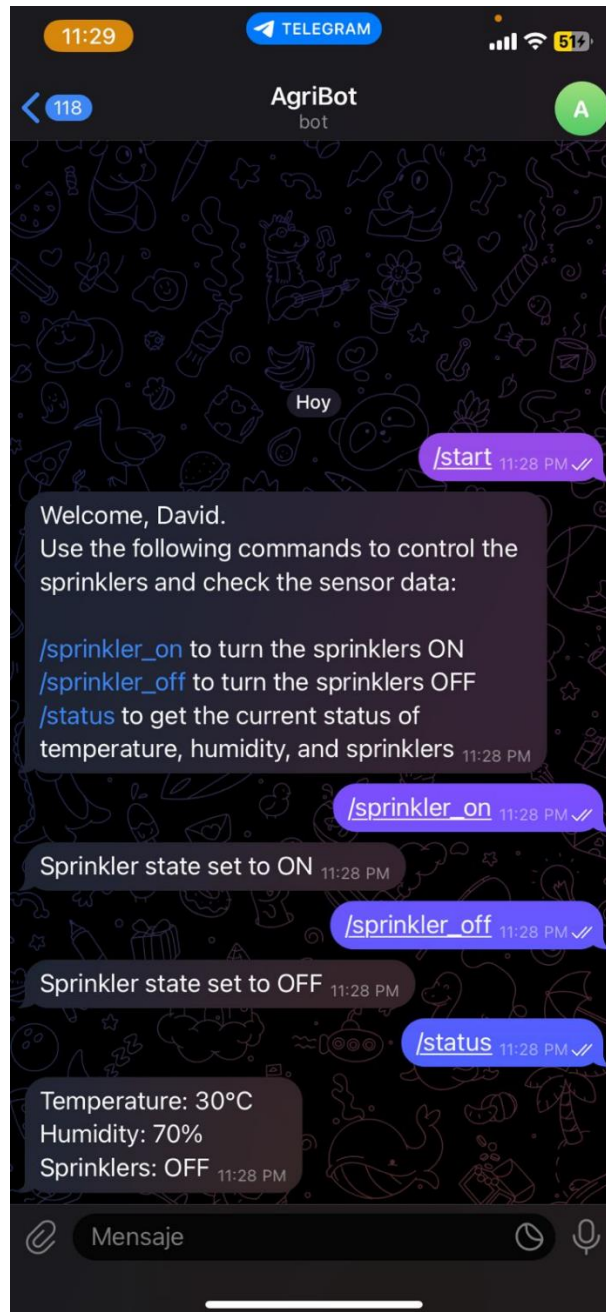 11:29
TELEGRAM
51
118
AgriBot
bot
A
Hoy
/start 11:28 PM
Welcome, David.
Use the following commands to control the
sprinklers and check the sensor data:
/sprinkler_on to turn the sprinklers ON
/sprinkler_off to turn the sprinklers OFF
/status to get the current status of
temperature, humidity, and sprinklers 11:28 PM
/sprinkler_on 11:28 PM
Sprinkler state set to ON 11:28 PM
/sprinkler_off 11:28 PM
Sprinkler state set to OFF 11:28 PM
/status 11:28 PM
Temperature: 30°C
Humidity: 70%
Sprinklers: OFF 11:28 PM
Mensaje